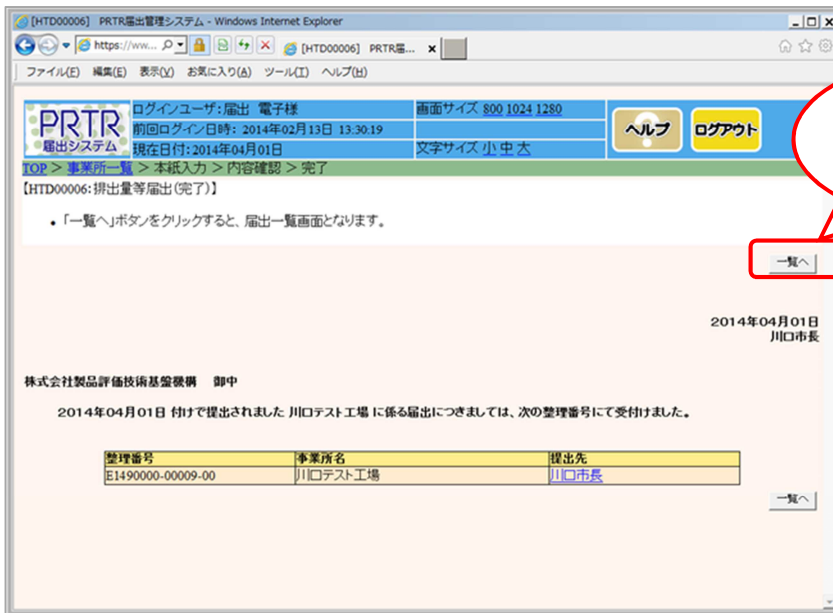 [HTD00006] PRTR届出管理システム - Windows Internet Explorer
https://ww...
[HTD00006] PRTR届...
ファイル(F) 編集(E) 表示(V) お気に入り(A) ツール(T) ヘルプ(H)
PRTR
届出システム
ログインユーザ:届出 電子様
画面サイズ 800 1024 1280
前回ログイン日時: 2014年02月13日 13:30:19
現在日付:2014年04月01日
文字サイズ 小 中 大
ヘルプ
ログアウト
TOP > 事業所一覧 > 本紙入力 > 内容確認 > 完了
【HTD00006:排出量等届出(完了)】
• 「一覧へ」ボタンをクリックすると、届出一覧画面となります。
一覧へ
2014年04月01日
川口市長
株式会社製品評価技術基盤機構 御中
2014年04月01日 付けで提出されました 川口テスト工場 に係る届出につきましては、次の整理番号にて受付けました。
整理番号 事業所名 提出先
E1490000-00009-00 川口テスト工場 川口市長
一覧へ